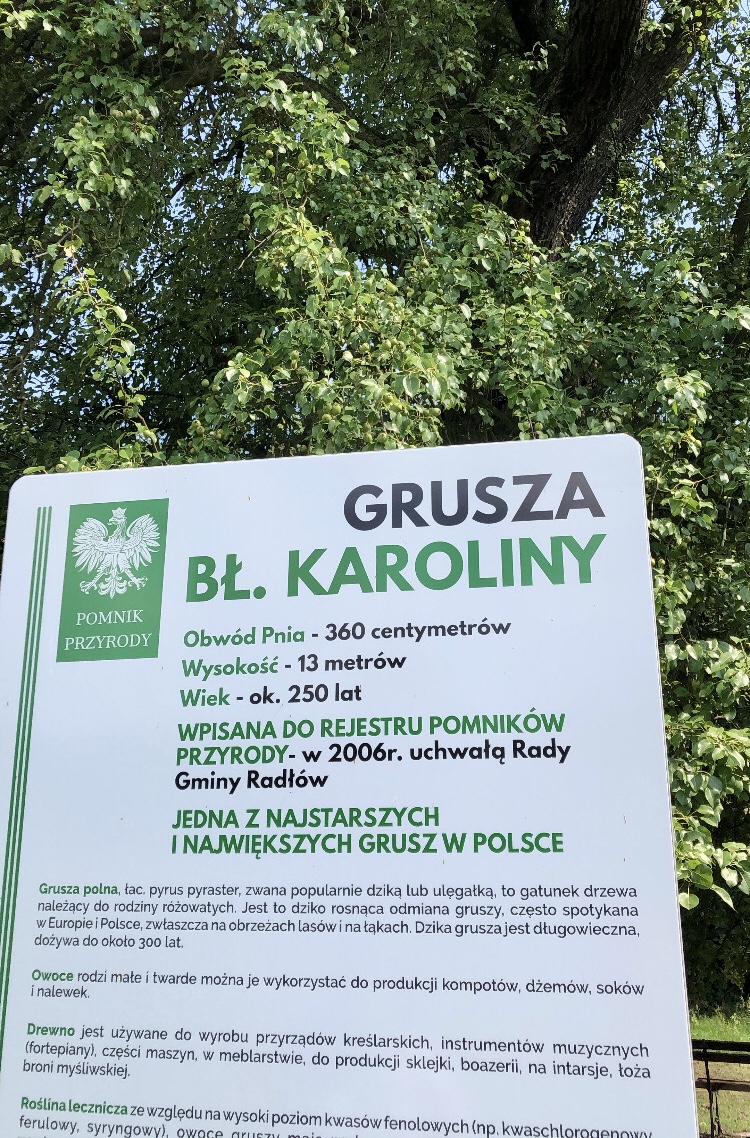 GRUSZA
BŁ. KAROLINY
POMNIK
PRZYRODY
Obwód Pnia - 360 centymetrów
Wysokość - 13 metrów
Wiek - ok. 250 lat
WPISANA DO REJESTRU POMNIKÓW
PRZYRODY- w 2006r. uchwałą Rady
Gminy Radłów
JEDNA Z NAJSTARSZYCH
I NAJWIĘKSZYCH GRUSZ W POLSCE
Grusza polna, łac. pyrus pyraster, zwana popularnie dziką lub ulęgałką, to gatunek drzewa
należący do rodziny różowatych. Jest to dziko rosnąca odmiana gruszy, często spotykana
w Europie i Polsce, zwłaszcza na obrzeżach lasów i na łąkach. Dzika grusza jest długowieczna,
dożywa do około 300 lat.
Owoce rodzi małe i twarde można je wykorzystać do produkcji kompotów, dżemów, soków
i nalewek.
Drewno jest używane do wyrobu przyrządów kreślarskich, instrumentów muzycznych
(fortepiany), części maszyn, w meblarstwie, do produkcji sklejki, boazerii, na intarsje, łoża
broni myśliwskiej.
Roślina lecznicza ze względu na wysoki poziom kwasów fenolowych (np. kwaschlorogenowy
ferulowy, syryngowy), owoce gruszy mają